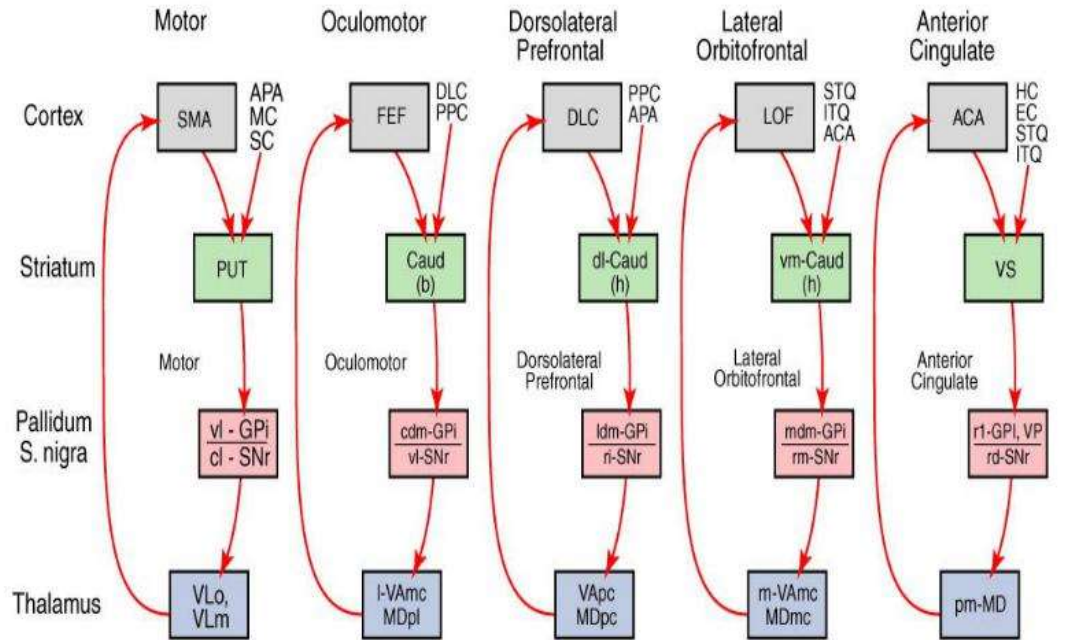 Motor
Oculomotor
Dorsolateral
Prefrontal
Lateral
Orbitofrontal
Anterior
Cingulate
Cortex
SMA
APA
MC
SC
FEF
DLC
PPC
DLC
PPC
APA
LOF
STQ
ITQ
ACA
ACA
HC
EC
STQ
ITQ
Striatum
PUT
Caud
(b)
dl-Caud
(h)
vm-Caud
(h)
VS
Motor
Oculomotor
Dorsolateral
Prefrontal
Lateral
Orbitofrontal
Anterior
Cingulate
Pallidum
S. nigra
vl - GPi
cl - SNr
cdm-GPi
vl-SNr
ldm-GPi
ri-SNr
mdm-GPi
rm-SNr
r1-GPI, VP
rd-SNr
Thalamus
VLo,
VLm
l-VAmc
MDpl
VApc
MDpc
m-VAmc
MDmc
pm-MD